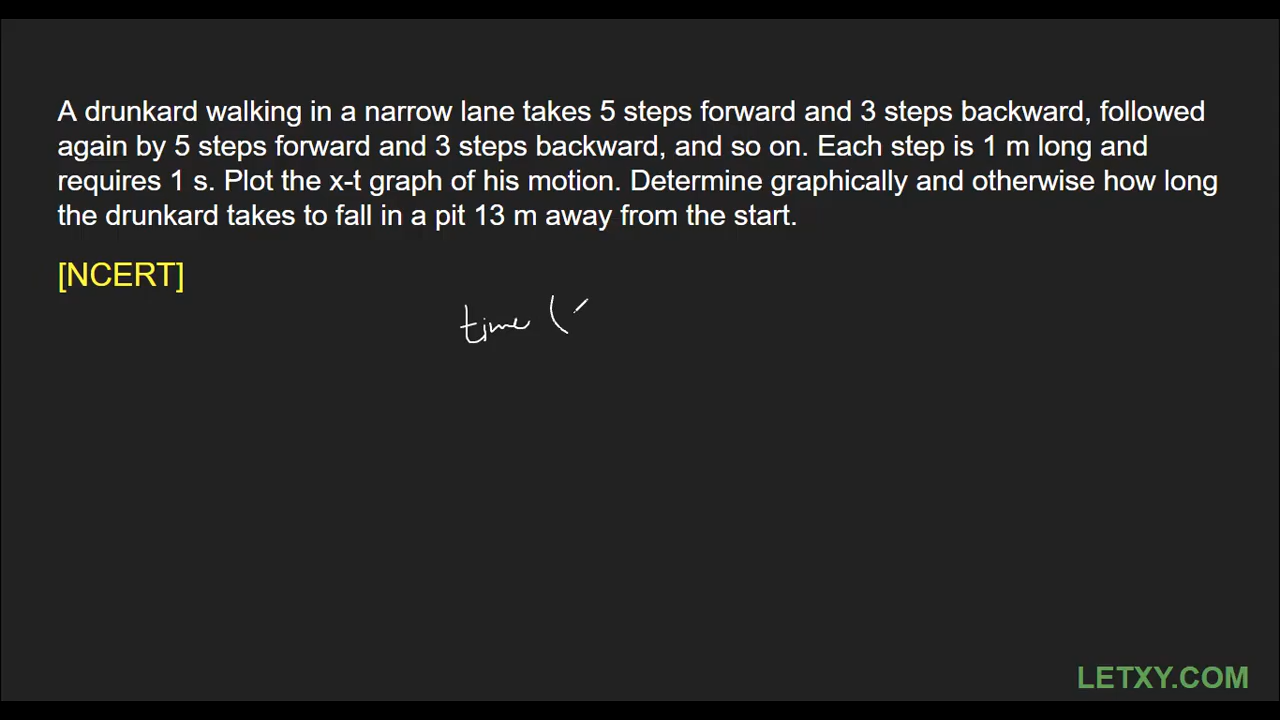 A drunkard walking in a narrow lane takes 5 steps forward and 3 steps backward, followed
again by 5 steps forward and 3 steps backward, and so on. Each step is 1 m long and
requires 1 s. Plot the x-t graph of his motion. Determine graphically and otherwise how long
the drunkard takes to fall in a pit 13 m away from the start.
[NCERT]
time (
LETXY.COM